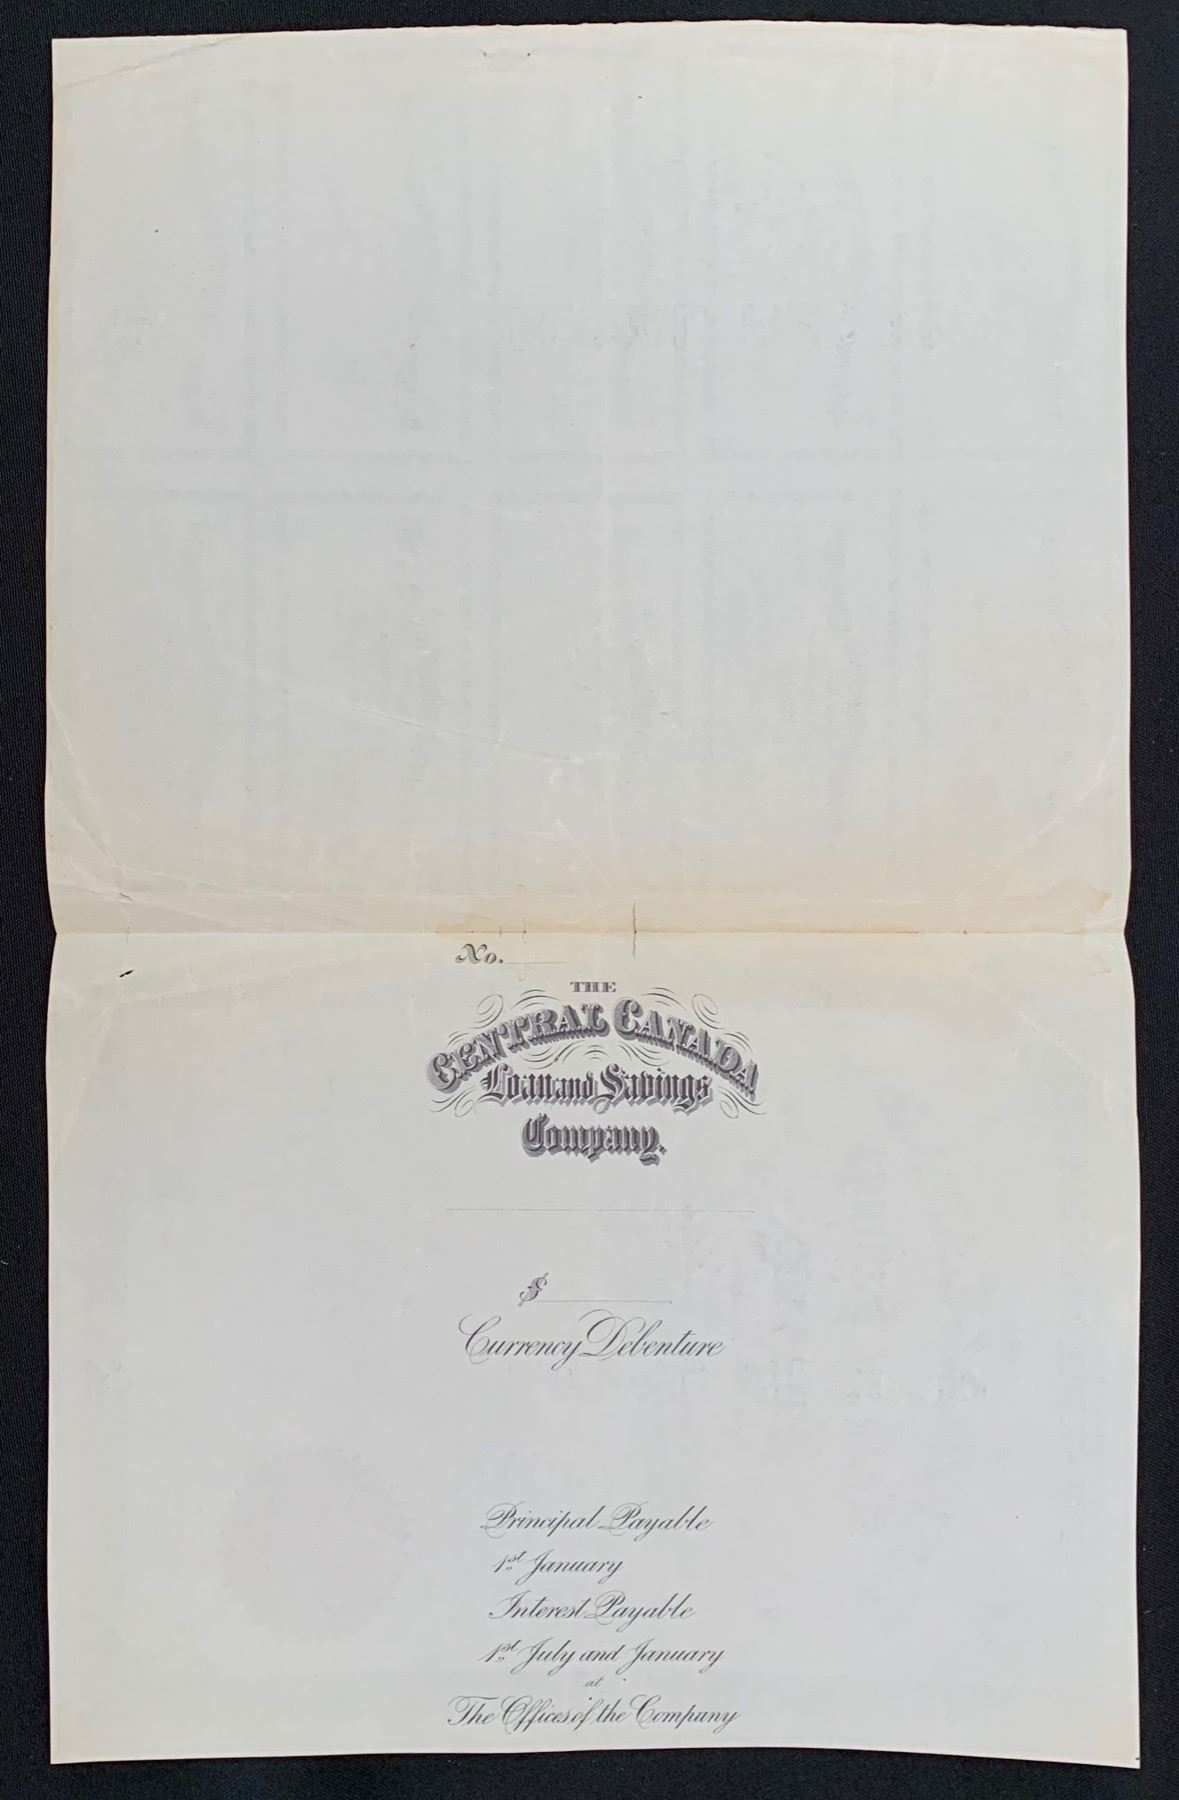 No.
THE
CENTRAL CANADA
Loan and Savings
Company.
$
Currency Debenture
Principal Payable
1st January
Interest Payable
1st July and January
at
The Offices of the Company